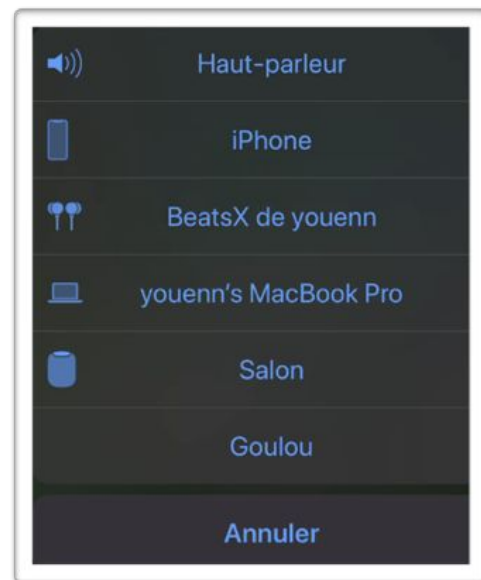 Haut-parleur
iPhone
BeatsX de youenn
youenn's MacBook Pro
Salon
Goulou
Annuler